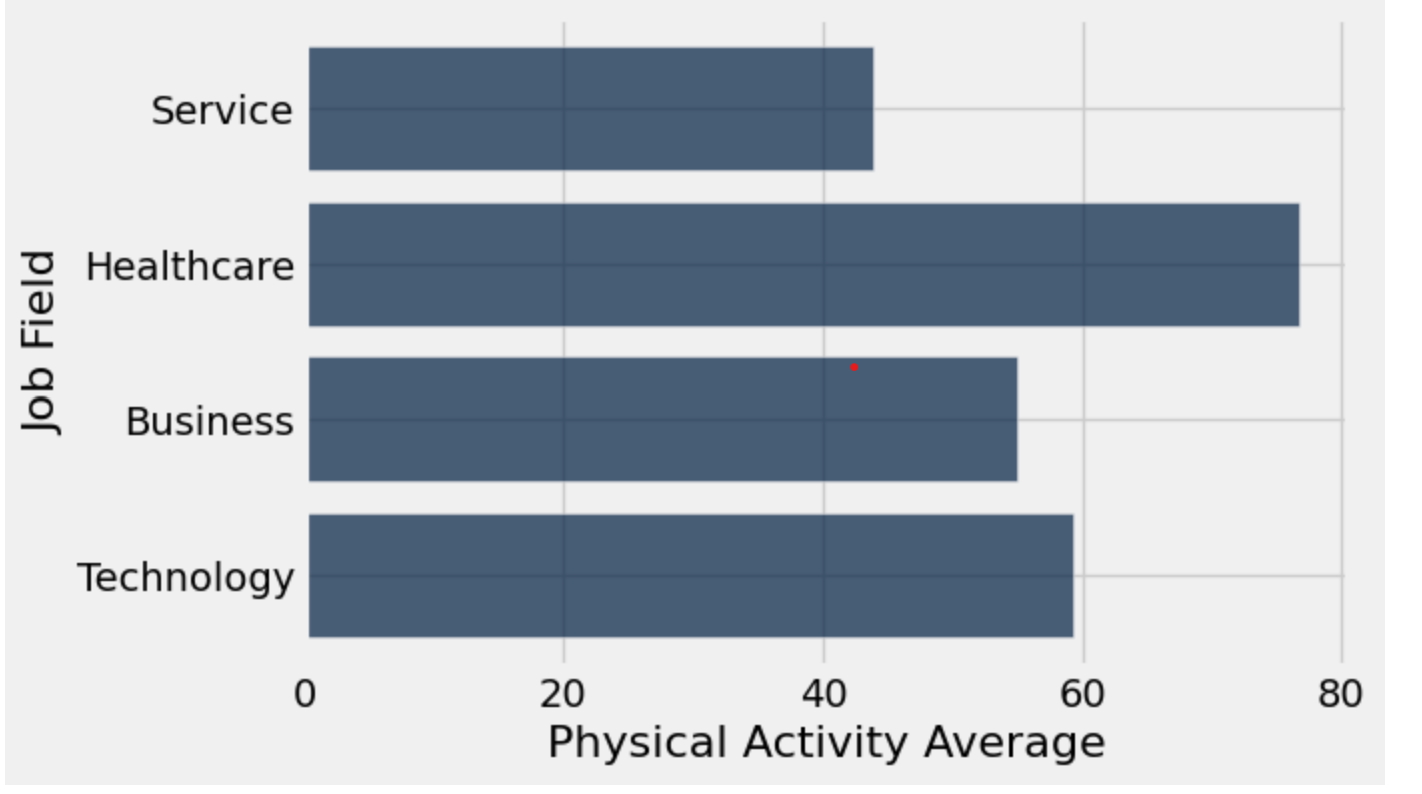 Service
Healthcare
Business
Technology
Job Field
0 20 40 60 80
Physical Activity Average